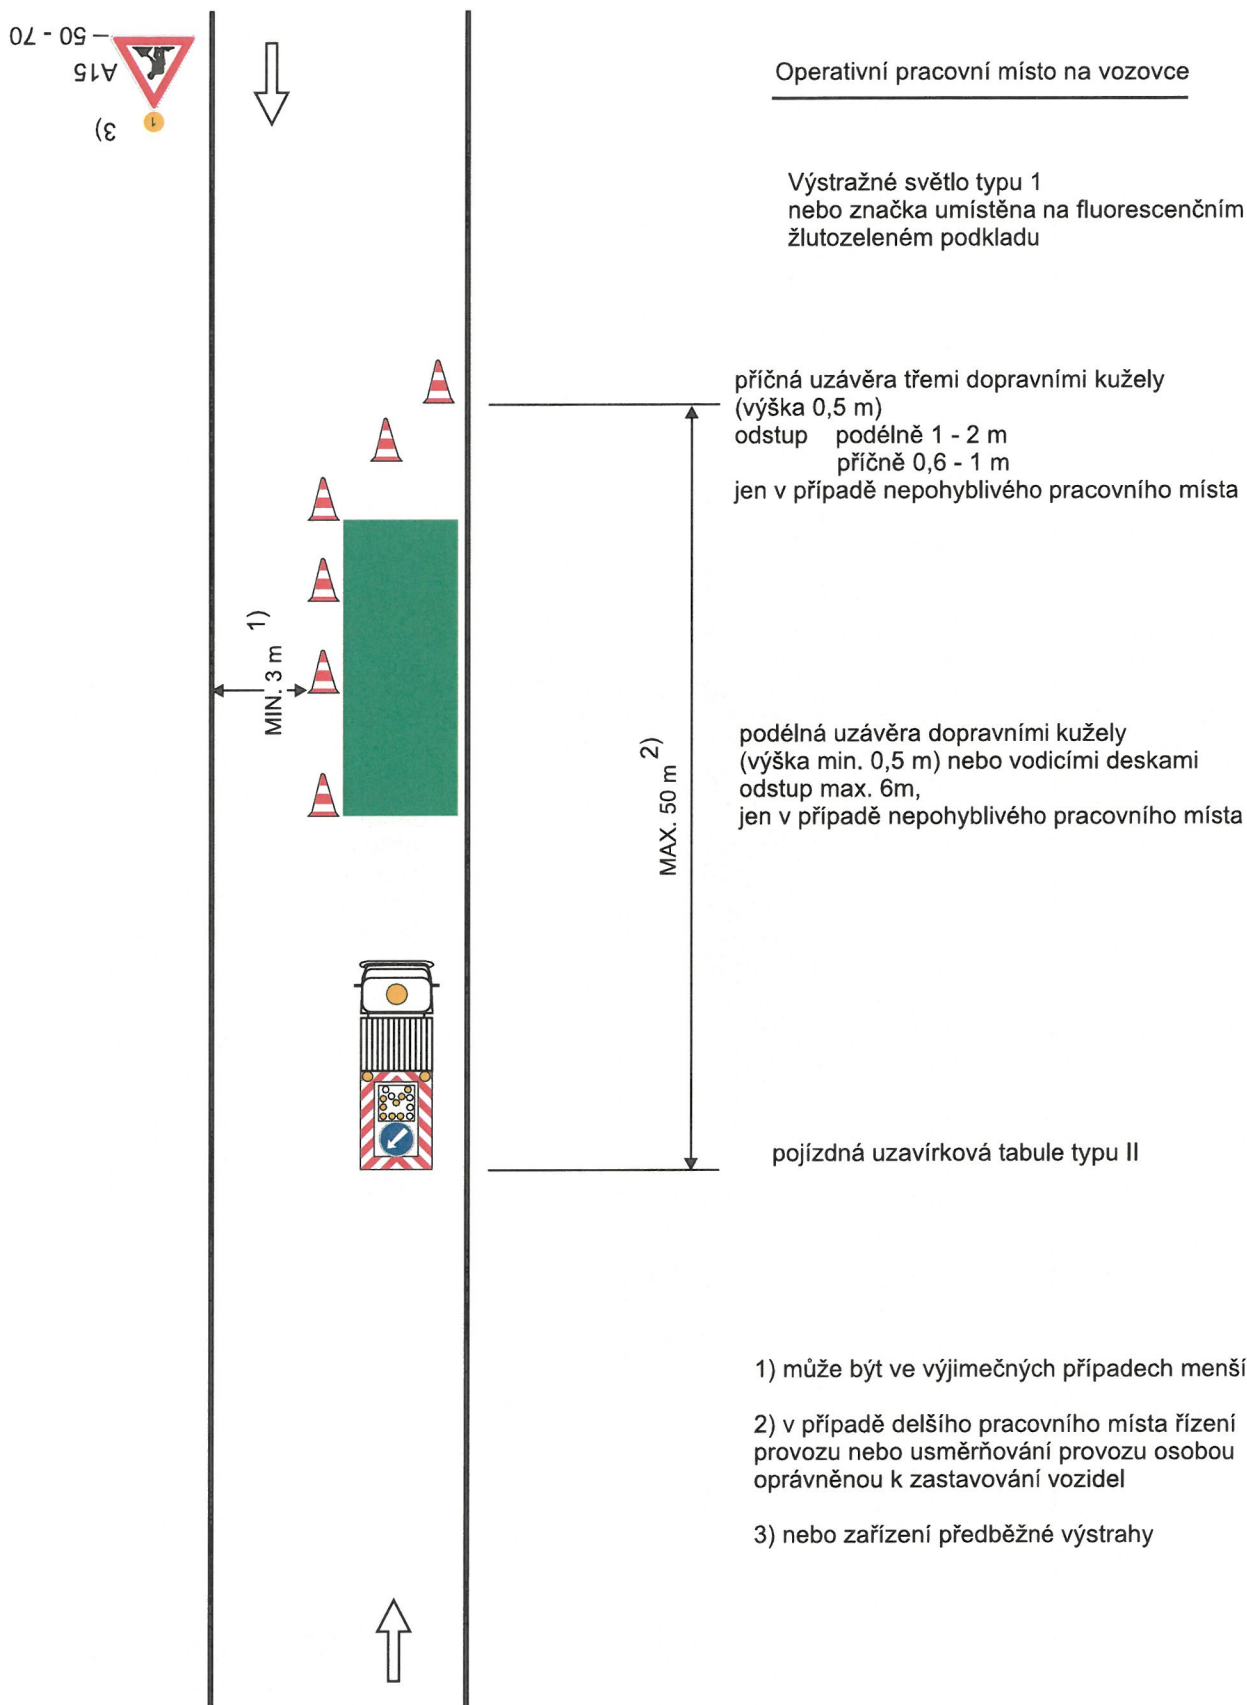 50 - 70
A15
1
3)
Operativní pracovní místo na vozovce
Výstražné světlo typu 1
nebo značka umístěna na fluorescenčním
žlutozeleném podkladu
příčná uzávěra třemi dopravními kužely
(výška 0,5 m)
odstup podélně 1 - 2 m
příčně 0,6 - 1 m
jen v případě nepohyblivého pracovního místa
MIN. 3 m 1)
MAX. 50 m 2)
podélná uzávěra dopravními kužely
(výška min. 0,5 m) nebo vodicími deskami
odstup max. 6m,
jen v případě nepohyblivého pracovního místa
pojízdná uzavírková tabule typu II
1) může být ve výjimečných případech menší
2) v případě delšího pracovního místa řízení
provozu nebo usměrňování provozu osobou
oprávněnou k zastavování vozidel
3) nebo zařízení předběžné výstrahy